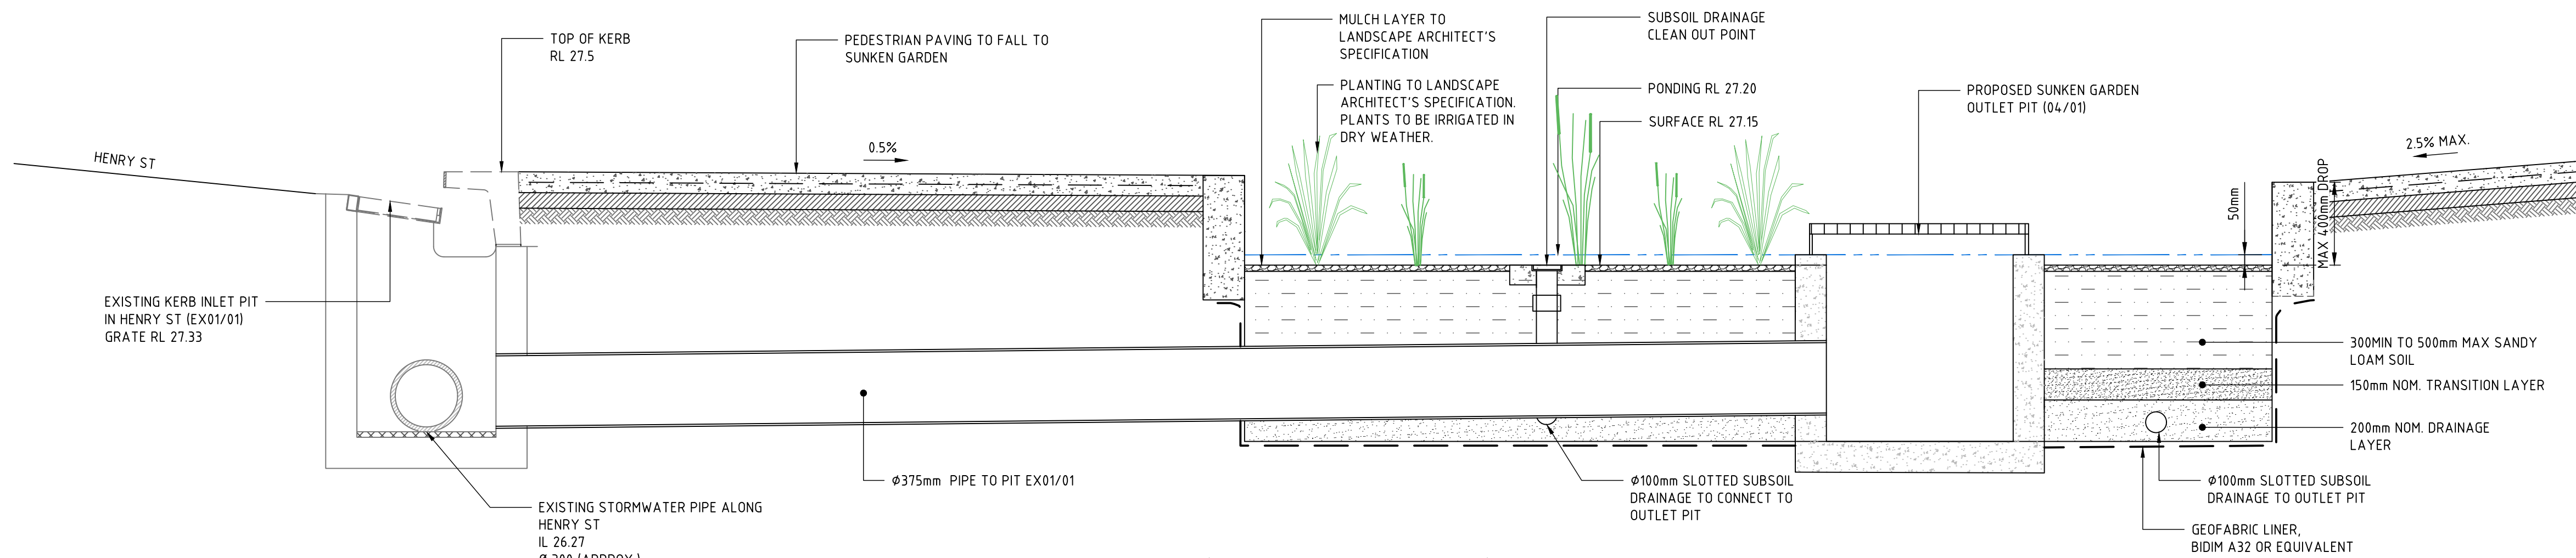 TOP OF KERB
RL 27.5
PEDESTRIAN PAVING TO FALL TO
SUNKEN GARDEN
MULCH LAYER TO
LANDSCAPE ARCHITECT'S
SPECIFICATION
SUBSOIL DRAINAGE
CLEAN OUT POINT
PLANTING TO LANDSCAPE
ARCHITECT'S SPECIFICATION.
PLANTS TO BE IRRIGATED IN
DRY WEATHER.
PONDING RL 27.20
SURFACE RL 27.15
PROPOSED SUNKEN GARDEN
OUTLET PIT (04/01)
HENRY ST
0.5%
2.5% MAX.
50mm
MAX 400mm DROP
EXISTING KERB INLET PIT
IN HENRY ST (EX01/01)
GRATE RL 27.33
300MIN TO 500mm MAX SANDY
LOAM SOIL
150mm NOM. TRANSITION LAYER
200mm NOM. DRAINAGE
LAYER
Ø375mm PIPE TO PIT EX01/01
Ø100mm SLOTTED SUBSOIL
DRAINAGE TO CONNECT TO
OUTLET PIT
Ø100mm SLOTTED SUBSOIL
DRAINAGE TO OUTLET PIT
EXISTING STORMWATER PIPE ALONG
HENRY ST
IL 26.27
GEOFABRIC LINER,
BIDIM A32 OR EQUIVALENT